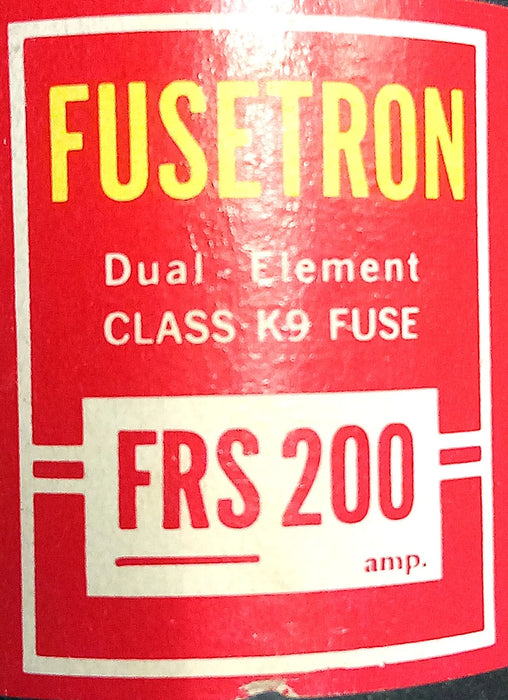 FUSETRON
Dual Element
CLASS K9 FUSE
FRS 200
amp.